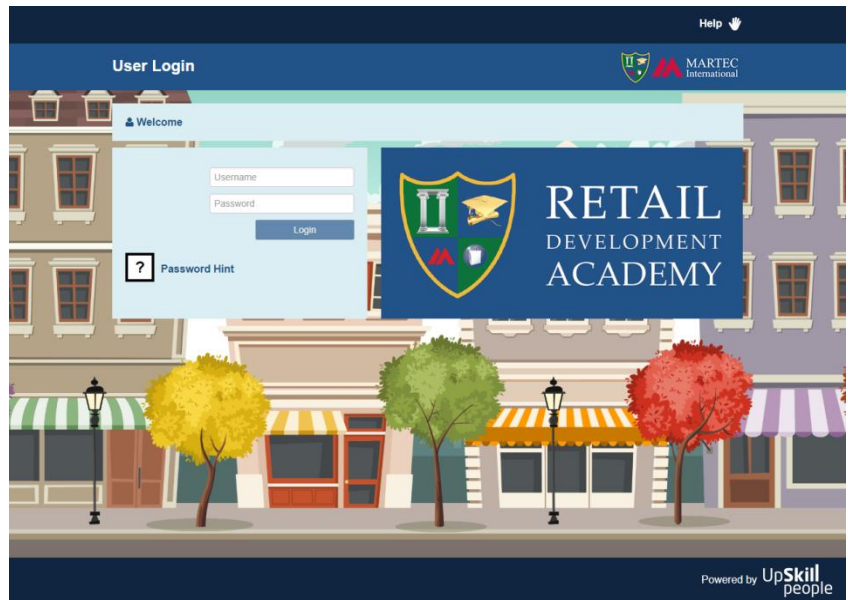 Help
User Login
MARTEC
International
Welcome
Username
Password
Login
? Password Hint
RETAIL
DEVELOPMENT
ACADEMY
Powered by UpSkill
people